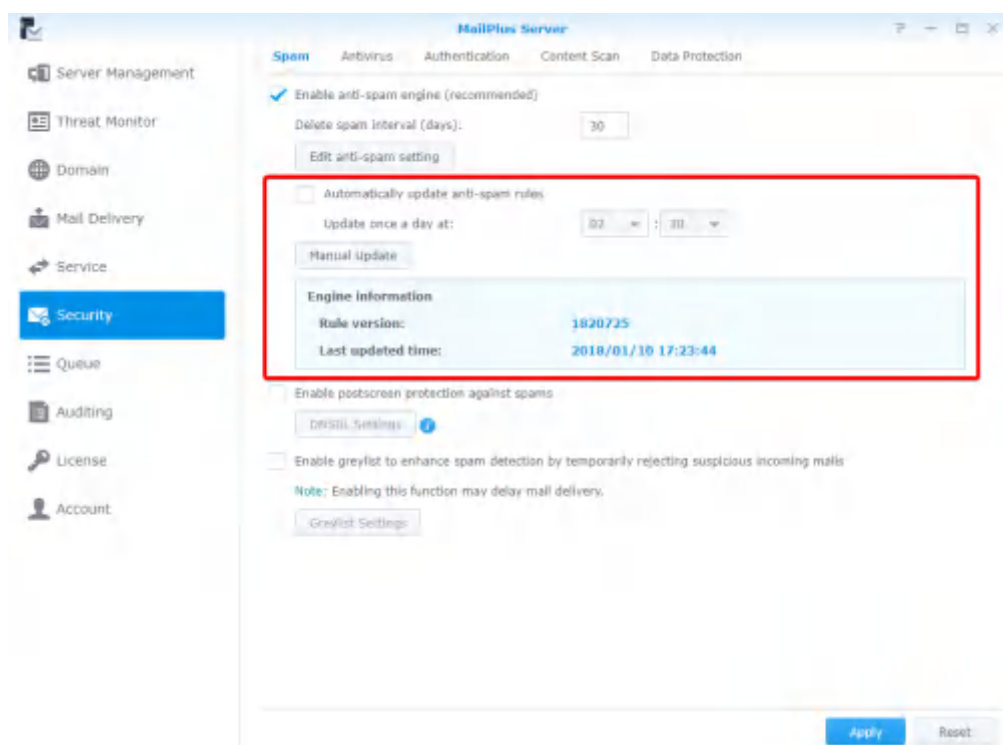 MailPlus Server
Server Management
Threat Monitor
Domain
Mail Delivery
Service
Security
Queue
Auditing
License
Account
Spam Antivirus Authentication Content Scan Data Protection
Enable anti-spam engine (recommended)
Delete spam interval (days): 30
Edit anti-spam setting
Automatically update anti-spam rules
Update once a day at: 02 :
Manual Update
Engine information
Rule version: 1820725
Last updated time: 2018/01/10 17:23:44
Enable postscreen protection against spams
DNSBL Settings
Enable greylist to enhance spam detection by temporarily rejecting suspicious incoming mails
Note: Enabling this function may delay mail delivery.
Greylist Settings
Apply Reset